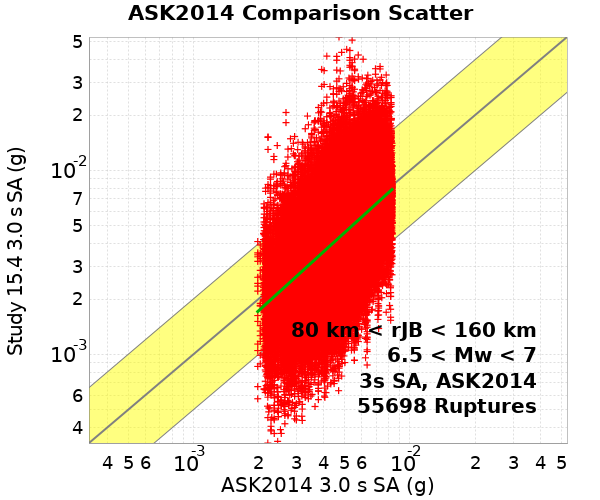 ASK2014 Comparison Scatter
Study 15.4 3.0 s SA (g)
5
3
2
10-2
7
5
3
2
10-3
6
4
80 km < rJB < 160 km
6.5 < Mw < 7
3s SA, ASK2014
55698 Ruptures
4 5 6 10-3 2 3 4 5 6 10-2 2 3 4 5
ASK2014 3.0 s SA (g)